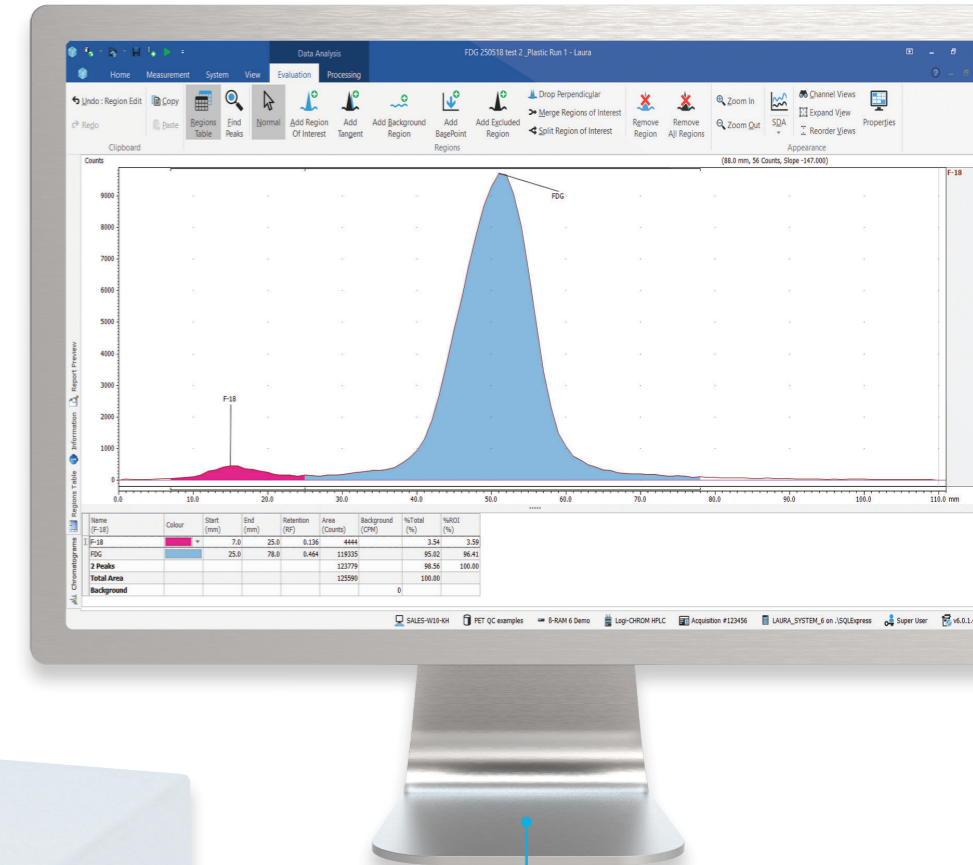 Data Analysis FDG 250518 test 2 _Plastic Run 1 - Laura
Home Measurement System View Evaluation Processing
Undo : Region Edit Copy
Redo Paste
Regions Table
Find Peaks
Normal
Add Region Of Interest
Add Tangent
Add Background Region
Add BasePoint
Add Excluded Region
Drop Perpendicular
Merge Regions of Interest
Split Region of Interest
Remove Region
Remove All Regions
Zoom In
Zoom Out
SDA
Channel Views
Expand View
Reorder Views
Properties
Clipboard Regions Appearance
Counts (88.0 mm, 56 Counts, Slope -147.000)
F-18
9000
8000
7000
6000
5000
4000
3000
2000
1000
0
FDG
F-18
0.0 10.0 20.0 30.0 40.0 50.0 60.0 70.0 80.0 90.0 100.0 110.0 mm
Report Preview
Information
Regions Table
Chromatograms
Name (F-18) Colour Start (mm) End (mm) Retention (RF) Area (Counts) Background (CPM) %Total (%) %ROI (%)
F-18 7.0 25.0 0.136 4444 3.54 3.59
FDG 25.0 78.0 0.464 119335 95.02 96.41
2 Peaks 123779 98.56 100.00
Total Area 125590 100.00
Background 0
SALES-W10-KH PET QC examples ß-RAM 6 Demo Logi-CHROM HPLC Acquisition #123456 LAURA_SYSTEM_6 on .\SQLExpress Super User v6.0.1.